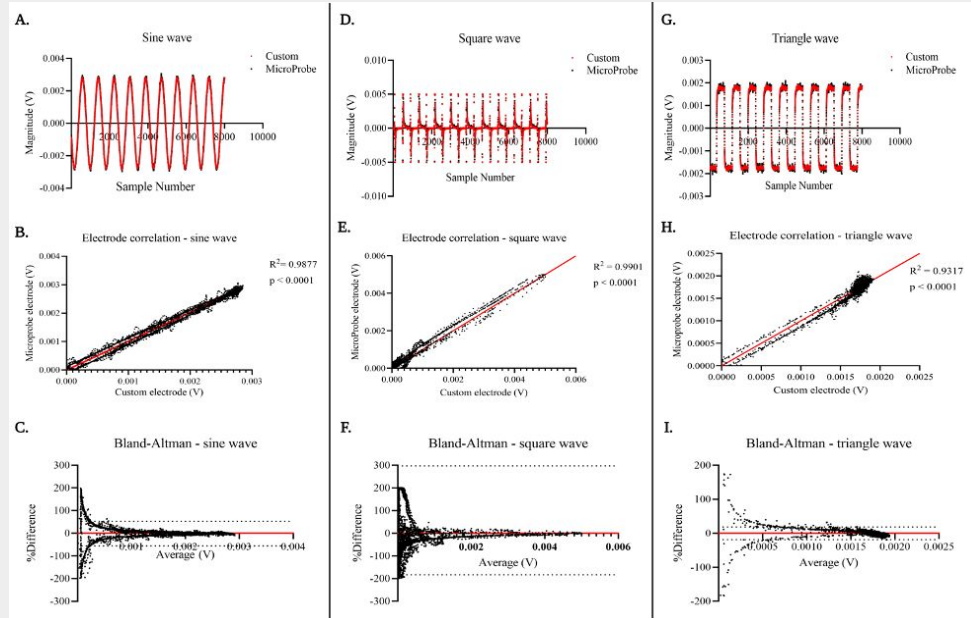 A.
Sine wave
Custom
MicroProbe
0.004
0.002
0.000
-0.002
-0.004
2000
4000
6000
8000
10000
Magnitude (V)
Sample Number
B.
Electrode correlation - sine wave
R²= 0.9877
p < 0.0001
0.004
0.003
0.002
0.001
0.000
0.000
0.001
0.002
0.003
Microprobe electrode (V)
Custom electrode (V)
C.
Bland-Altman - sine wave
300
200
100
0
-100
-200
-300
0.001
0.002
0.003
0.004
%Difference
Average (V)
D.
Square wave
Custom
MicroProbe
0.010
0.005
0.000
-0.005
-0.010
2000
4000
6000
8000
10000
Magnitude (V)
Sample Number
E.
Electrode correlation - square wave
R² = 0.9901
p < 0.0001
0.006
0.004
0.002
0.000
0.000
0.002
0.004
0.006
MicroProbe electrode (V)
Custom electrode (V)
F.
Bland-Altman - square wave
300
200
100
0
-100
-200
-300
0.002
0.004
0.006
%Difference
Average (V)
G.
Triangle wave
Custom
MicroProbe
0.003
0.002
0.001
0.000
-0.001
-0.002
-0.003
2000
4000
6000
8000
10000
Magnitude (V)
Sample Number
H.
Electrode correlation - triangle wave
R² = 0.9317
p < 0.0001
0.0025
0.0020
0.0015
0.0010
0.0005
0.0000
0.0000
0.0005
0.0010
0.0015
0.0020
0.0025
Microprobe electrode (V)
Custom electrode (V)
I.
Bland-Altman - triangle wave
200
100
0
-100
-200
0.0005
0.0010
0.0015
0.0020
0.0025
%Difference
Average (V)